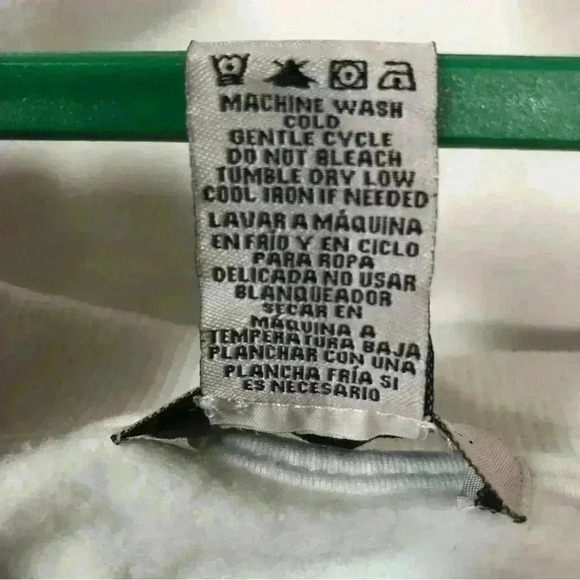 MACHINE WASH
COLD
GENTLE CYCLE
DO NOT BLEACH
TUMBLE DRY LOW
COOL IRON IF NEEDED
LAVAR A MÁQUINA
EN FRÍO Y EN CICLO
PARA ROPA
DELICADA NO USAR
BLANQUEADOR
SECAR EN
MÁQUINA A
TEMPERATURA BAJA
PLANCHAR CON UNA
PLANCHA FRÍA SI
ES NECESARIO